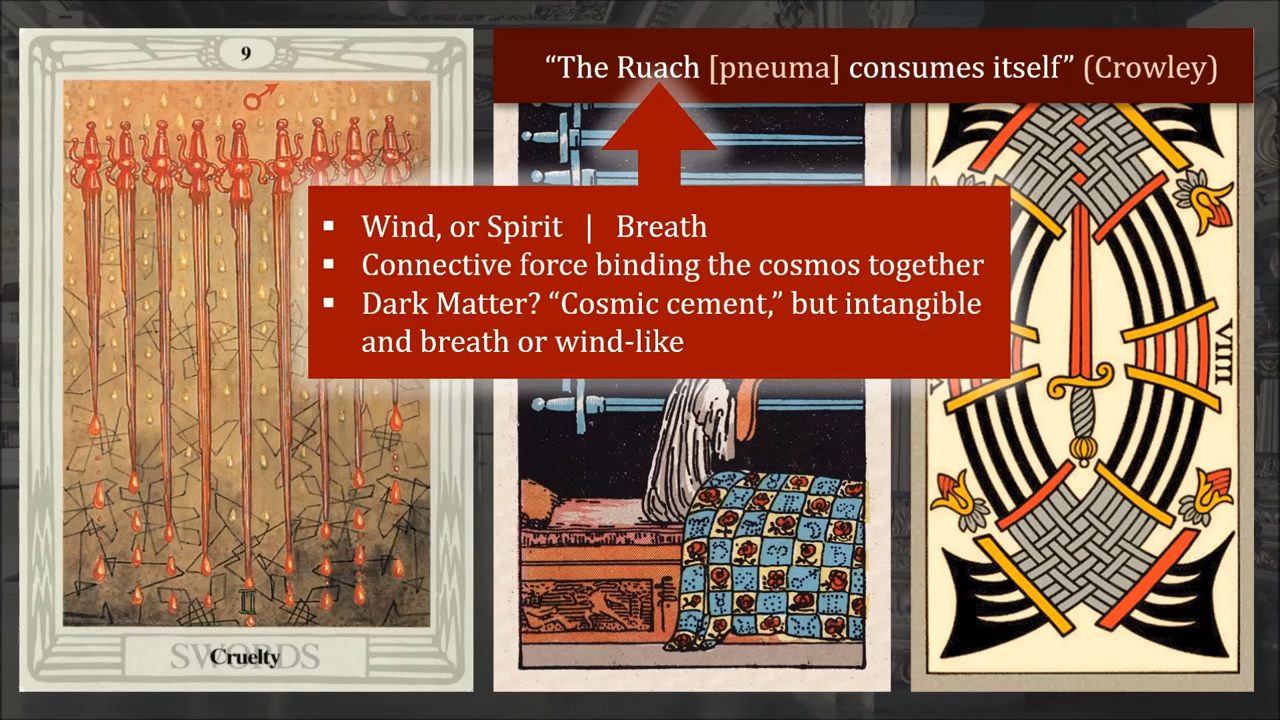 9
“The Ruach [pneuma] consumes itself” (Crowley)
▪ Wind, or Spirit | Breath
▪ Connective force binding the cosmos together
▪ Dark Matter? “Cosmic cement,” but intangible
and breath or wind-like
VIIII
SWORDS
Cruelty